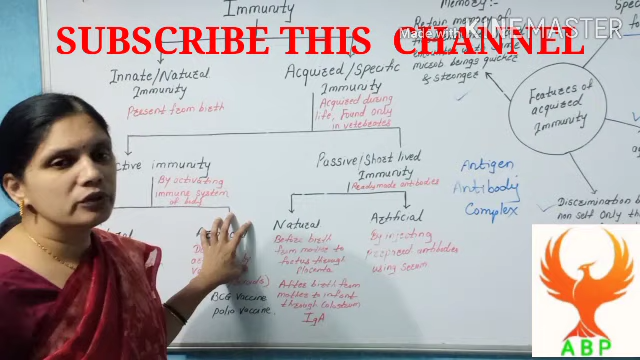 Immunity
SUBSCRIBE THIS CHANNEL
Made with KINEMASTER
Memory:-
Retain memory of
microb beings quicker
& stronger
Innate/Natural
Immunity
Present from birth
Acquired/Specific
Immunity
Acquired during
life, Found only
in vertebrates
Features of
acquired
Immunity
ctive immunity
By activating
immune system
of body
Passive/Short lived
Immunity
Readymade antibodies
Antigen
Antibody
Complex
Discrimination b
non self Only th
Natural
Before birth
from mother to
foetus through
Placenta
After birth from
mother to infant
through colostrum
IgA
Artificial
By injecting
Prepared antibodies
using Serum
BCG vaccine
polio vaccine.
ABP